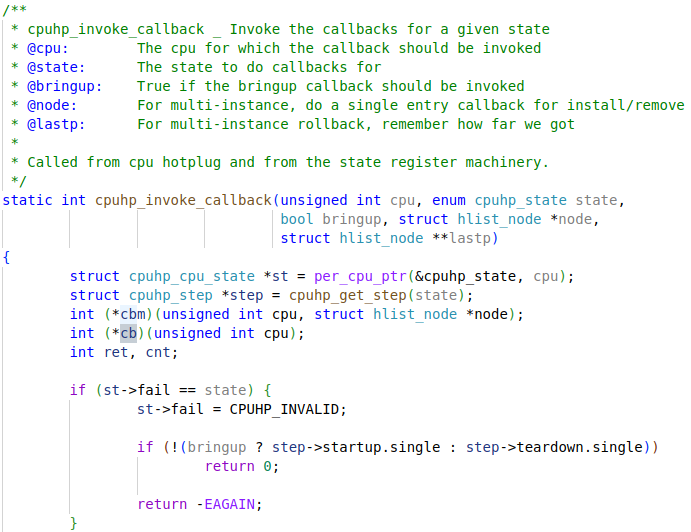 /**
 * cpuhp_invoke_callback _ Invoke the callbacks for a given state
 * @cpu:        The cpu for which the callback should be invoked
 * @state:      The state to do callbacks for
 * @bringup:    True if the bringup callback should be invoked
 * @node:       For multi-instance, do a single entry callback for install/remove
 * @lastp:      For multi-instance rollback, remember how far we got
 *
 * Called from cpu hotplug and from the state register machinery.
 */
static int cpuhp_invoke_callback(unsigned int cpu, enum cpuhp_state state,
                                 bool bringup, struct hlist_node *node,
                                 struct hlist_node **lastp)
{
        struct cpuhp_cpu_state *st = per_cpu_ptr(&cpuhp_state, cpu);
        struct cpuhp_step *step = cpuhp_get_step(state);
        int (*cbm)(unsigned int cpu, struct hlist_node *node);
        int (*cb)(unsigned int cpu);
        int ret, cnt;

        if (st->fail == state) {
                st->fail = CPUHP_INVALID;

                if (!(bringup ? step->startup.single : step->teardown.single))
                        return 0;

                return -EAGAIN;
        }